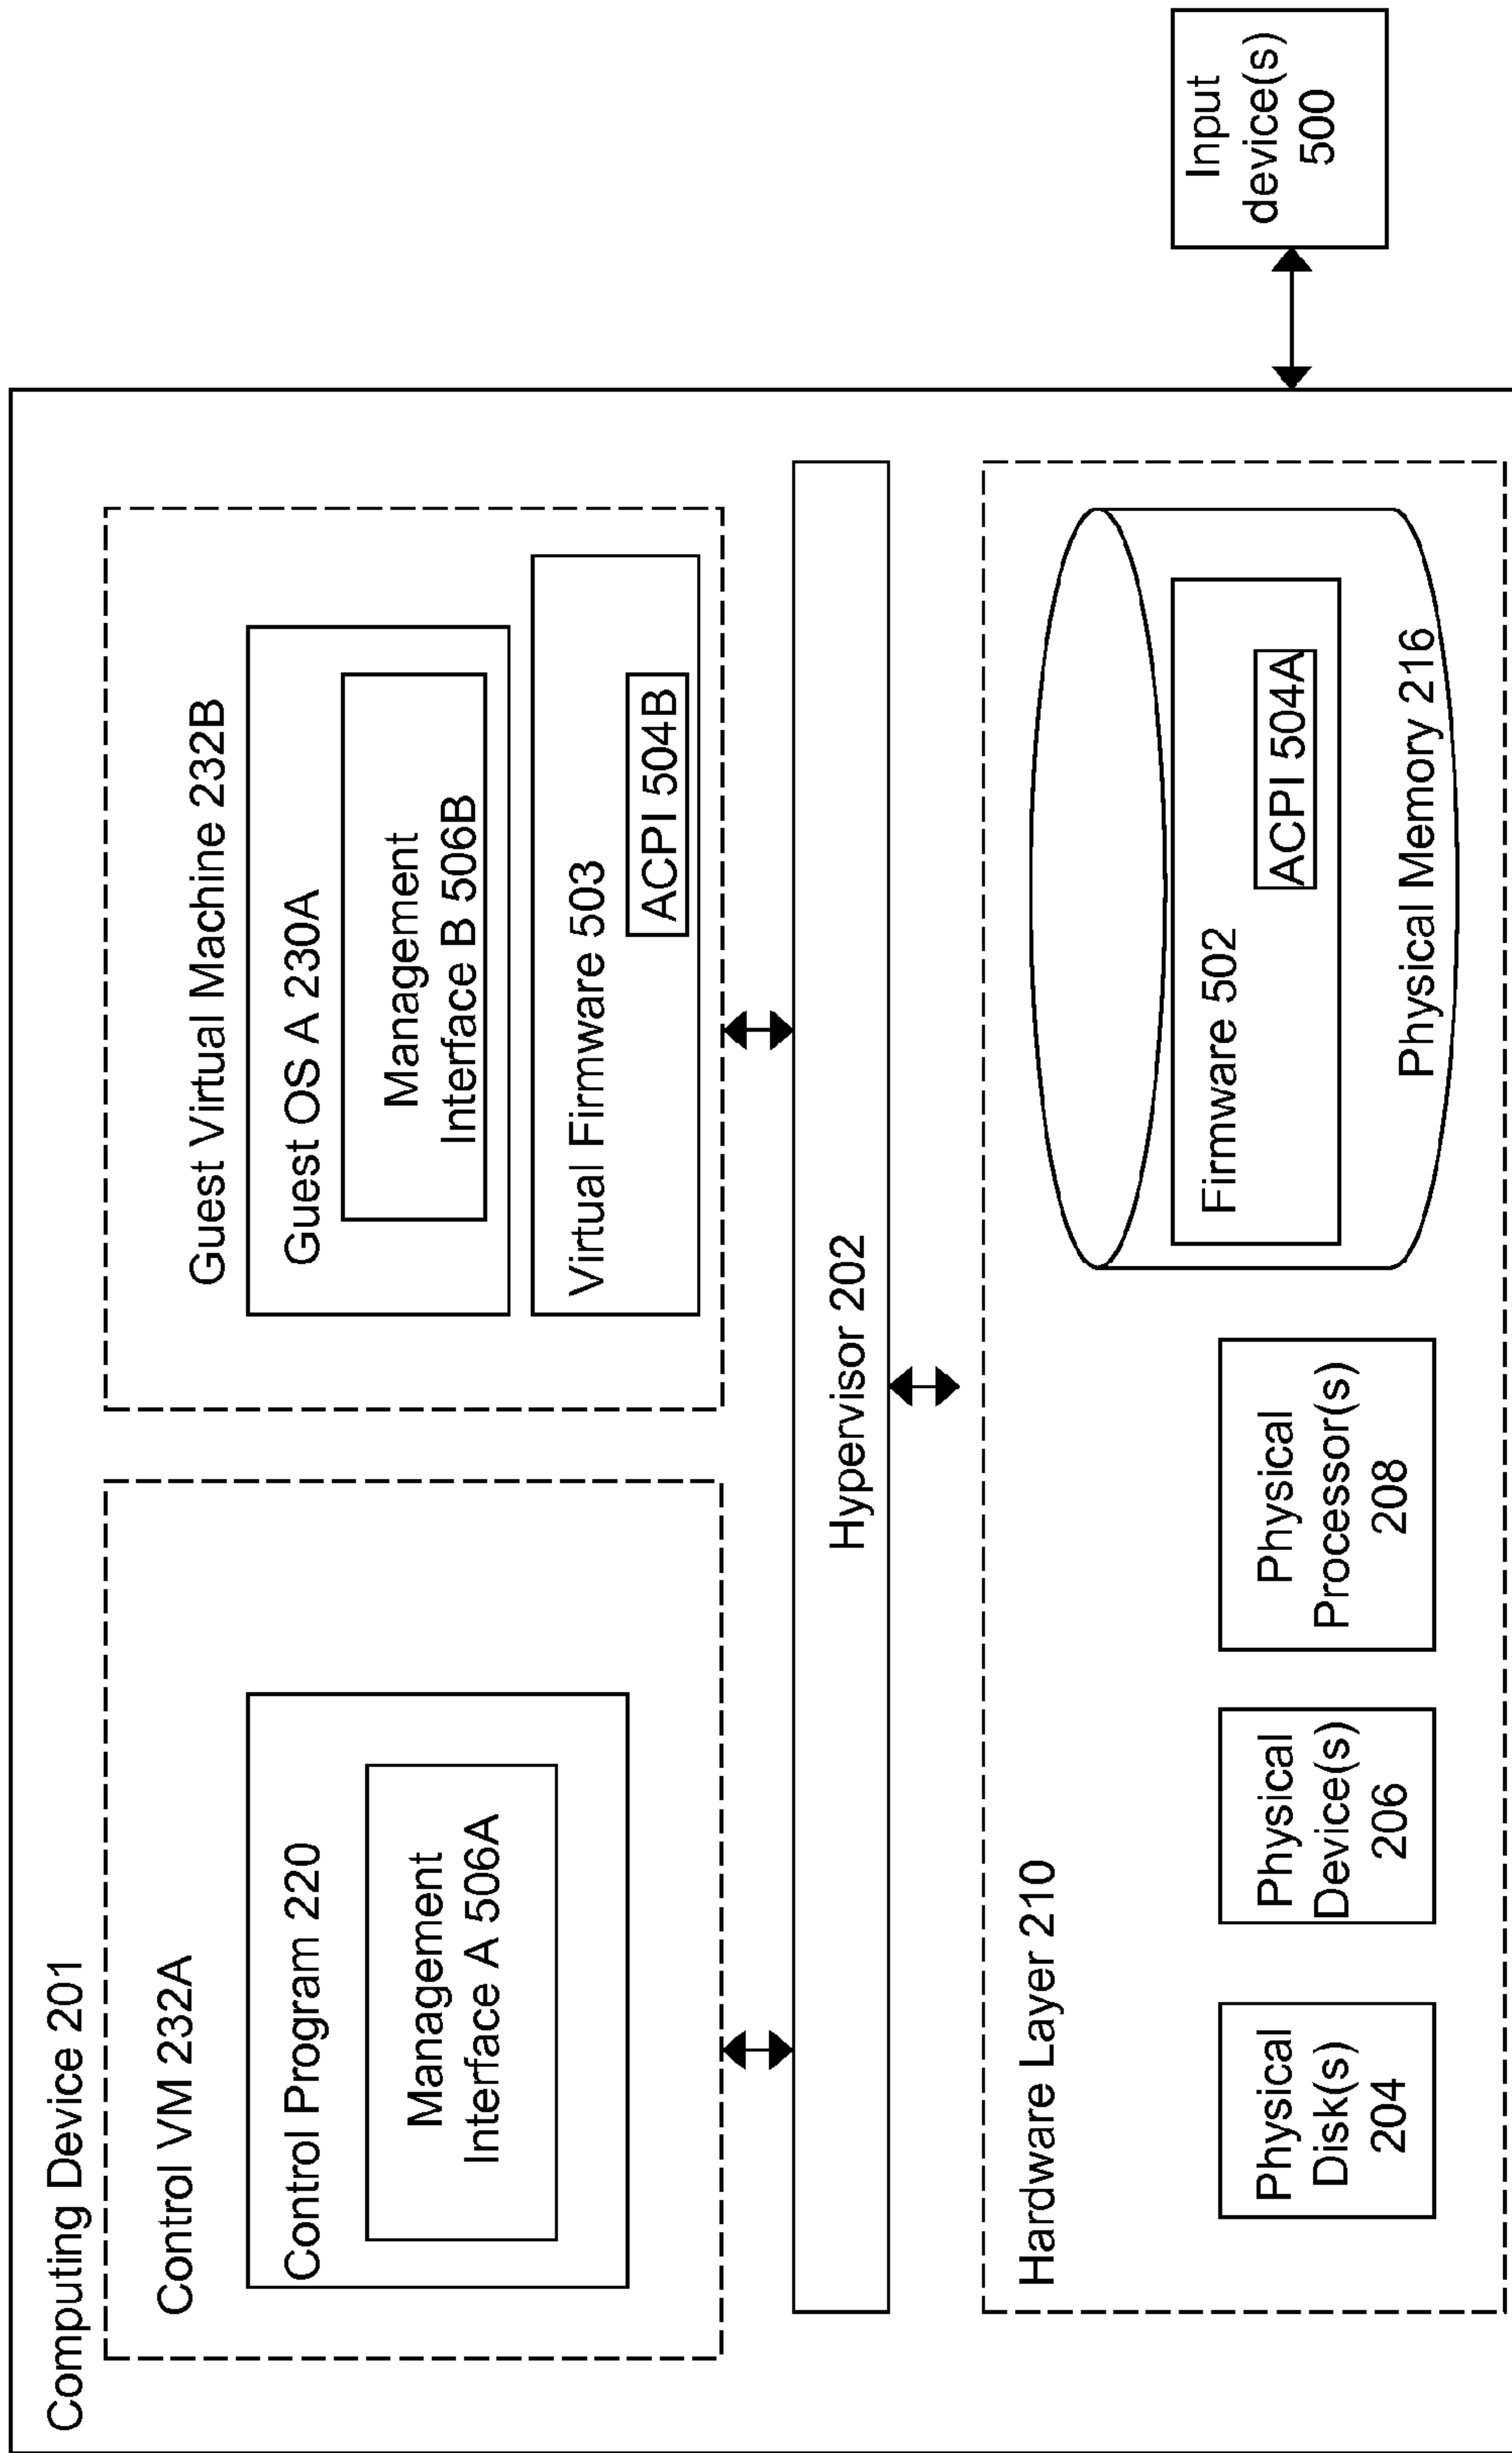 Computing Device 201
Control VM 232A
Control Program 220
Management
Interface A 506A
Guest Virtual Machine 232B
Guest OS A 230A
Management
Interface B 506B
Virtual Firmware 503
ACPI 504B
Hypervisor 202
Hardware Layer 210
Physical
Disk(s)
204
Physical
Device(s)
206
Physical
Processor(s)
208
Firmware 502
ACPI 504A
Physical Memory 216
Input
device(s)
500